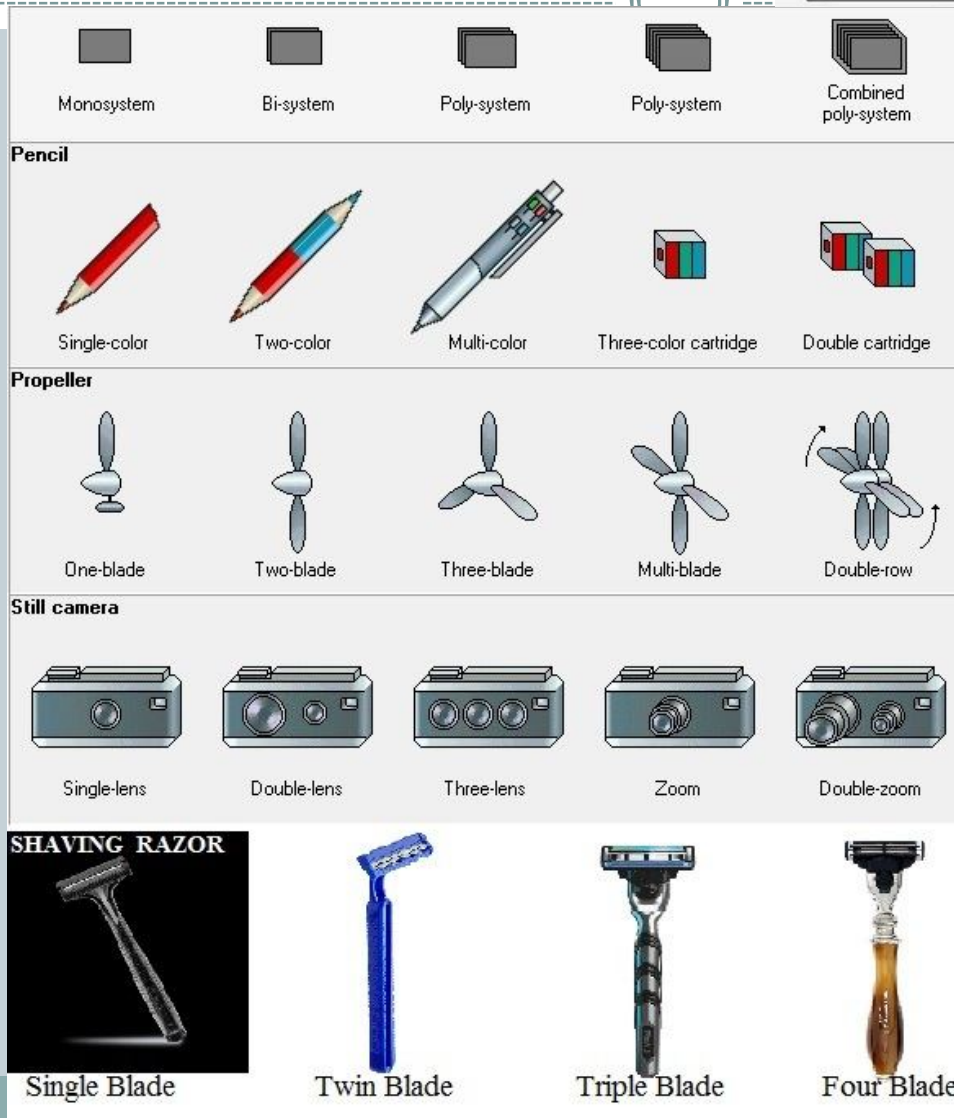 Monosystem
Bi-system
Poly-system
Poly-system
Combined
poly-system
Pencil
Single-color
Two-color
Multi-color
Three-color cartridge
Double cartridge
Propeller
One-blade
Two-blade
Three-blade
Multi-blade
Double-row
Still camera
Single-lens
Double-lens
Three-lens
Zoom
Double-zoom
SHAVING RAZOR
Single Blade
Twin Blade
Triple Blade
Four Blade